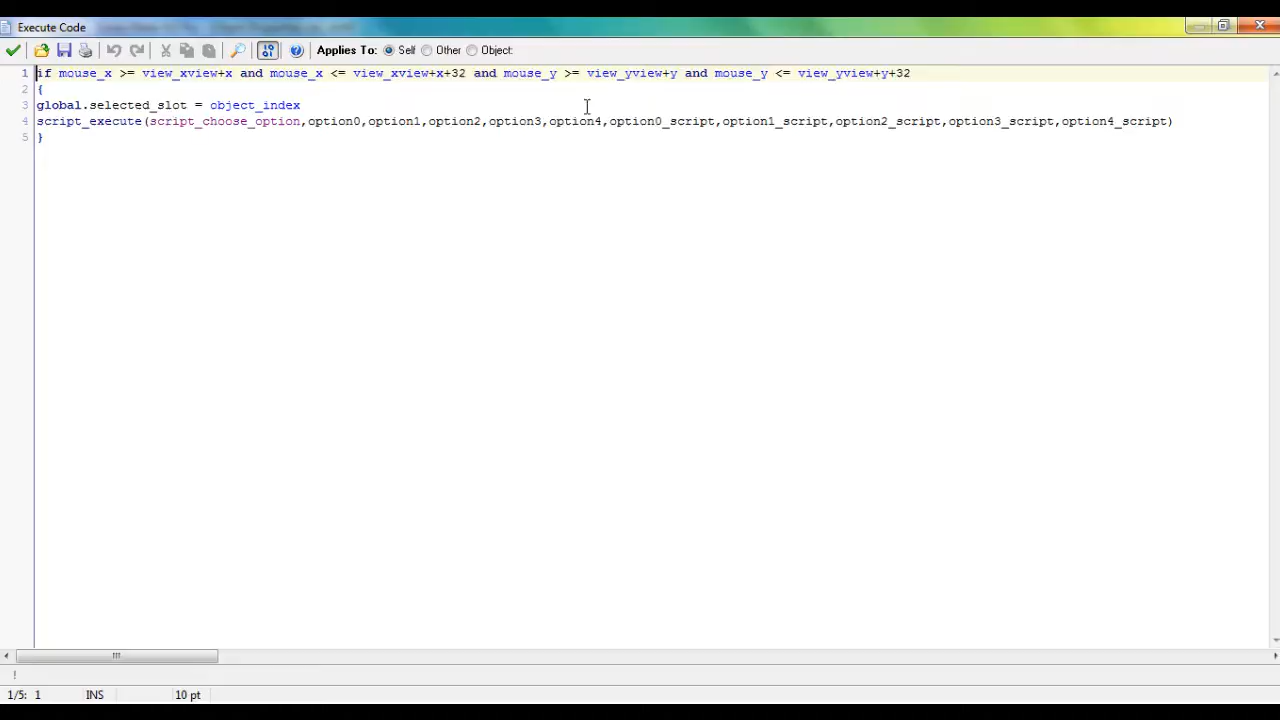 Execute Code
Applies To: Self Other Object:
1 if mouse_x >= view_xview+x and mouse_x <= view_xview+x+32 and mouse_y >= view_yview+y and mouse_y <= view_yview+y+32
2 {
3 global.selected_slot = object_index
4 script_execute(script_choose_option,option0,option1,option2,option3,option4,option0_script,option1_script,option2_script,option3_script,option4_script)
5 }
!
1/5: 1 INS 10 pt